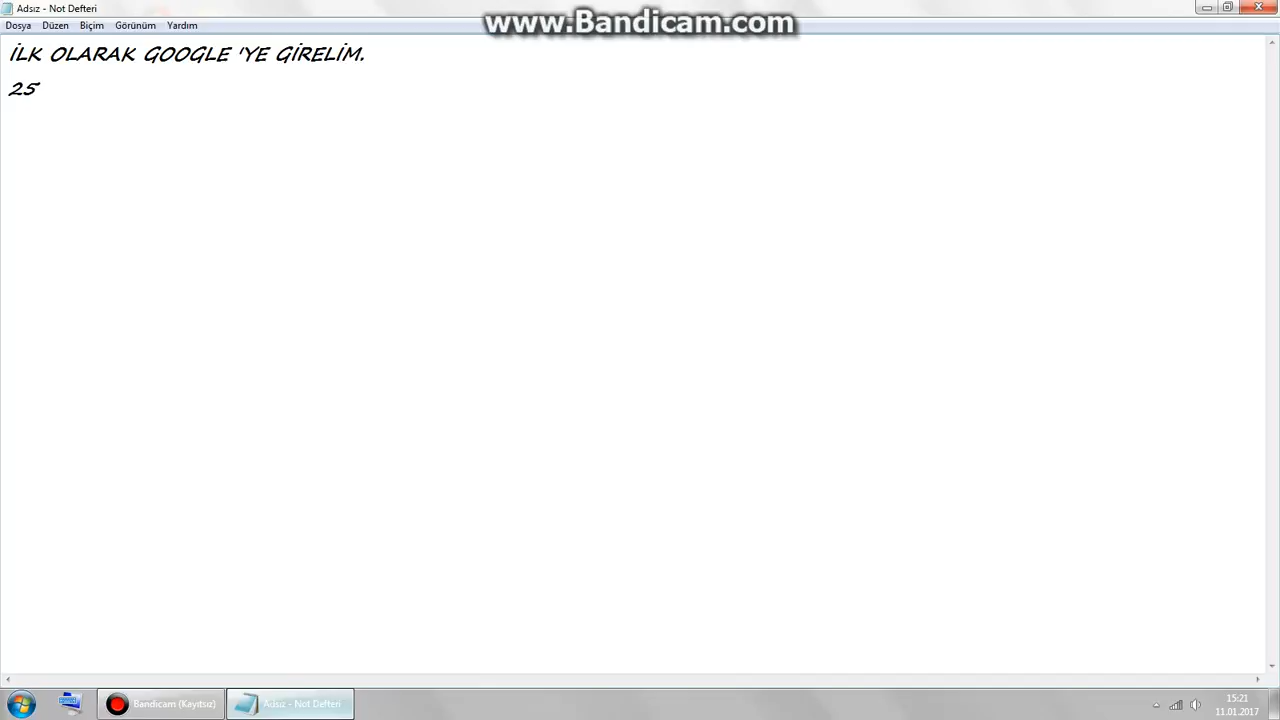 Adsız - Not Defteri
www.Bandicam.com
Dosya Düzen Biçim Görünüm Yardım
İLK OLARAK GOOGLE 'YE GİRELİM.
25
Bandicam (Kayıtsız)
Adsız - Not Defteri
15:21
11.01.2017